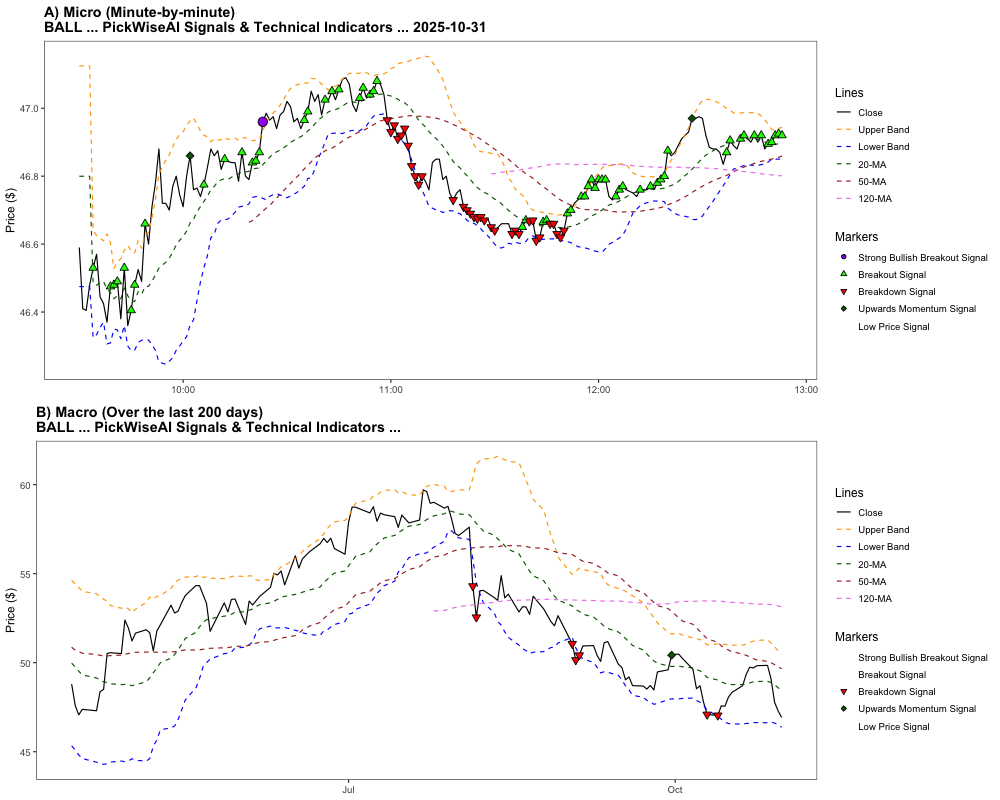 A) Micro (Minute-by-minute)
BALL ... PickWiseAI Signals & Technical Indicators ... 2025-10-31
Price ($)
47.0
46.8
46.6
46.4
10:00
11:00
12:00
13:00
Lines
Close
Upper Band
Lower Band
20-MA
50-MA
120-MA
Markers
Strong Bullish Breakout Signal
Breakout Signal
Breakdown Signal
Upwards Momentum Signal
Low Price Signal
B) Macro (Over the last 200 days)
BALL ... PickWiseAI Signals & Technical Indicators ...
Price ($)
60
55
50
45
Jul
Oct
Lines
Close
Upper Band
Lower Band
20-MA
50-MA
120-MA
Markers
Strong Bullish Breakout Signal
Breakout Signal
Breakdown Signal
Upwards Momentum Signal
Low Price Signal